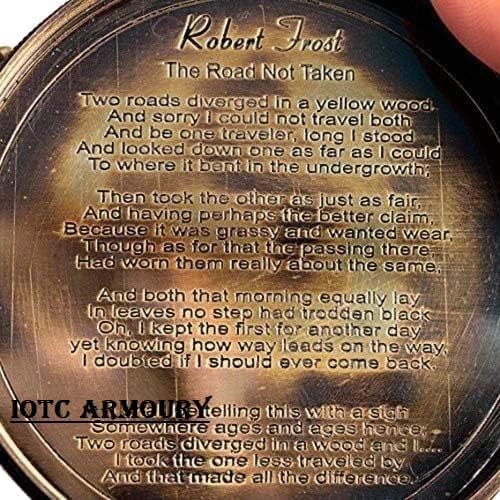 Robert Frost
The Road Not Taken
Two roads diverged in a yellow wood.
And sorry I could not travel both
And be one traveler, long I stood
And looked down one as far as I could
To where it bent in the undergrowth;
Then took the other as just as fair,
And having perhaps the better claim,
Because it was grassy and wanted wear,
Though as for that the passing there,
Had worn them really about the same,
And both that morning equally lay
In leaves no step had trodden black
Oh, I kept the first for another day
yet knowing how way leads on the way,
I doubted if I should ever come back.
IOTC ARMOURY
telling this with a sigh
Somewhere ages and ages hence;
Two roads diverged in a wood and I....
I took the one less traveled by
And that made all the difference.